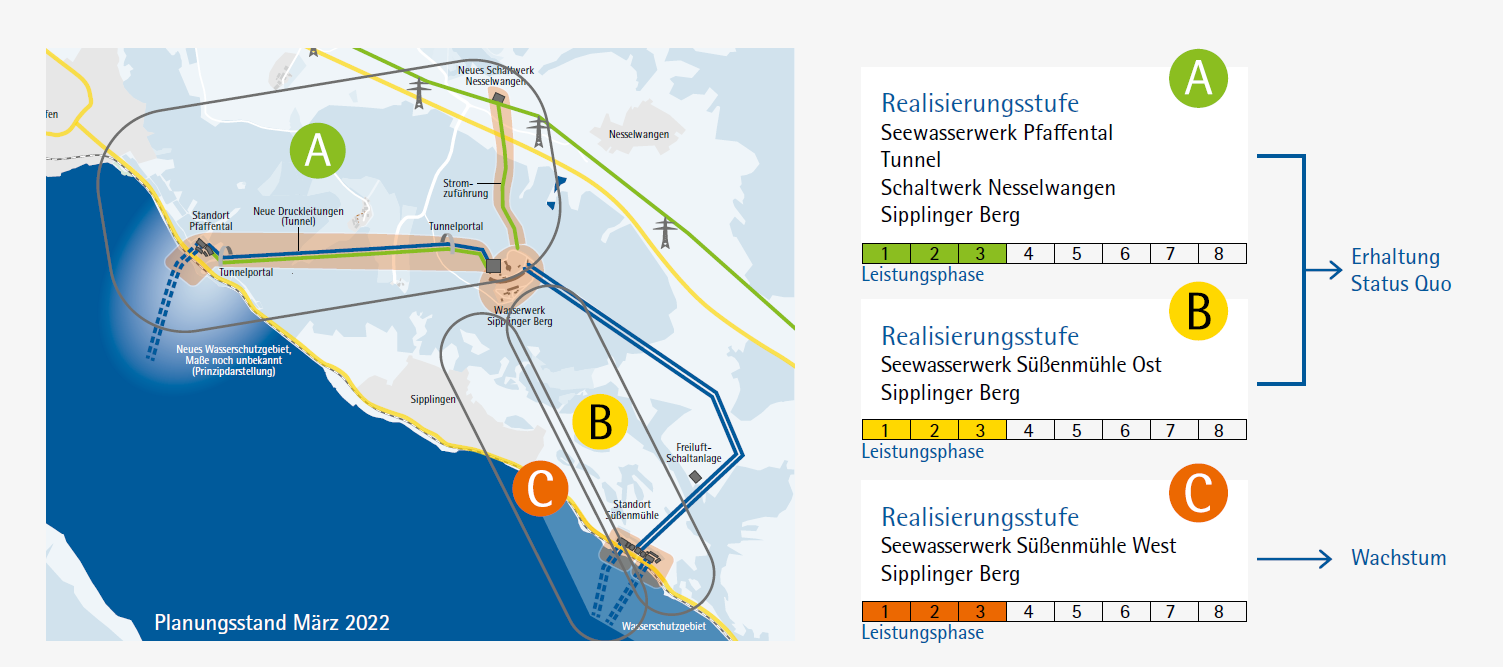 Neues Schaltwerk
Nesselwangen
fen
A
Nesselwangen
Strom-
zuführung
Standort
Pfaffental
Neue Druckleitungen
(Tunnel)
Tunnelportal
Tunnelportal
Wasserwerk
Sipplinger Berg
Neues Wasserschutzgebiet,
Maße noch unbekannt
(Prinzipdarstellung)
Sipplingen
B
Freiluft-
Schaltanlage
C
Standort
Süßenmühle
Planungsstand März 2022
Wasserschutzgebiet
A
Realisierungsstufe
Seewasserwerk Pfaffental
Tunnel
Schaltwerk Nesselwangen
Sipplinger Berg
1 2 3 4 5 6 7 8
Leistungsphase
B
Realisierungsstufe
Seewasserwerk Süßenmühle Ost
Sipplinger Berg
1 2 3 4 5 6 7 8
Leistungsphase
Erhaltung
Status Quo
C
Realisierungsstufe
Seewasserwerk Süßenmühle West
Sipplinger Berg
1 2 3 4 5 6 7 8
Leistungsphase
Wachstum